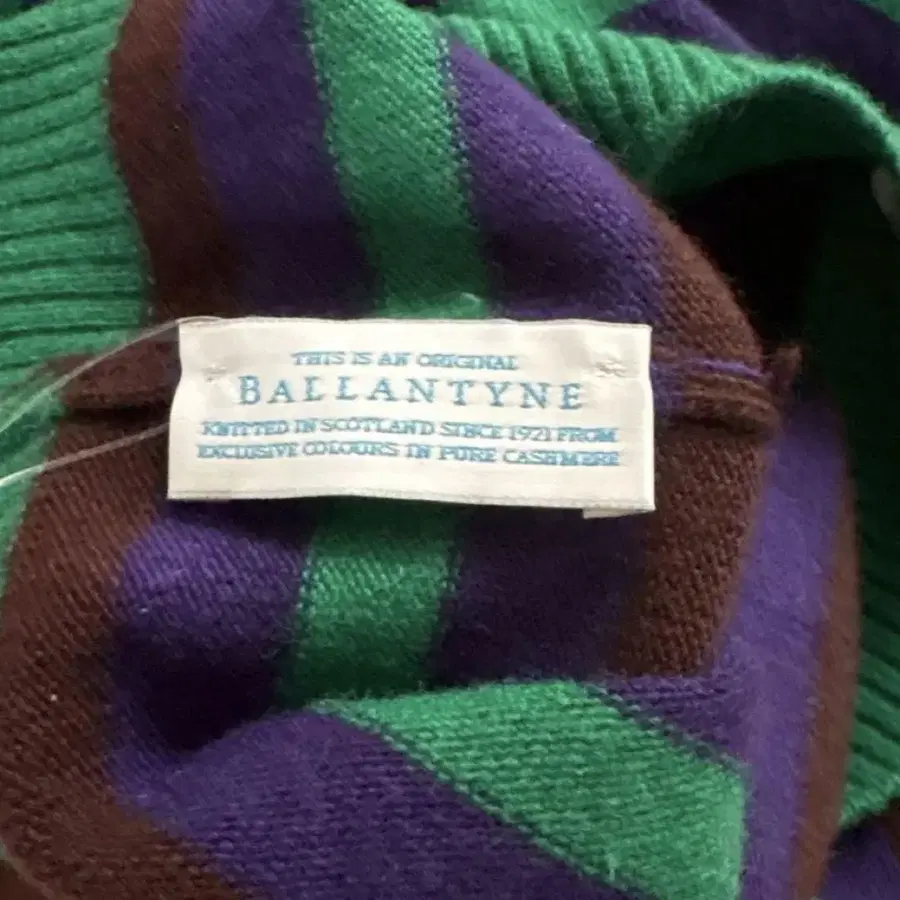 THIS IS AN ORIGINAL
BALLANTYNE
KNITTED IN SCOTLAND SINCE 1921 FROM
EXCLUSIVE COLOURS IN PURE CASHMERE